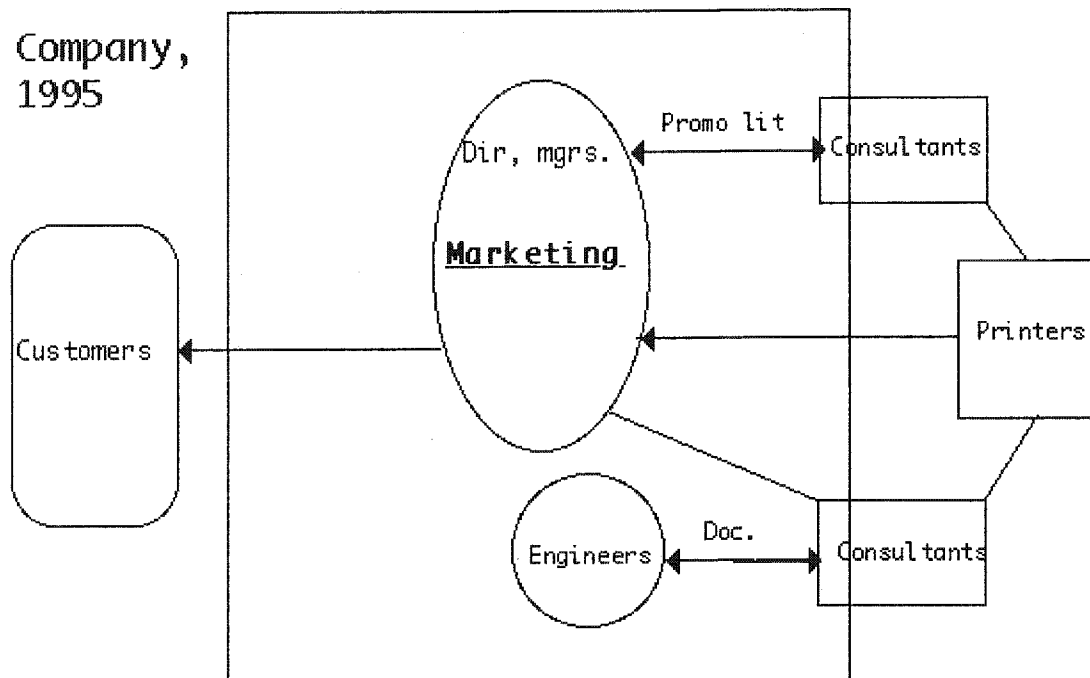 Company,
1995
Promo lit
Dir, mgrs.
Consultants
Marketing
Printers
Customers
Doc.
Engineers
Consultants